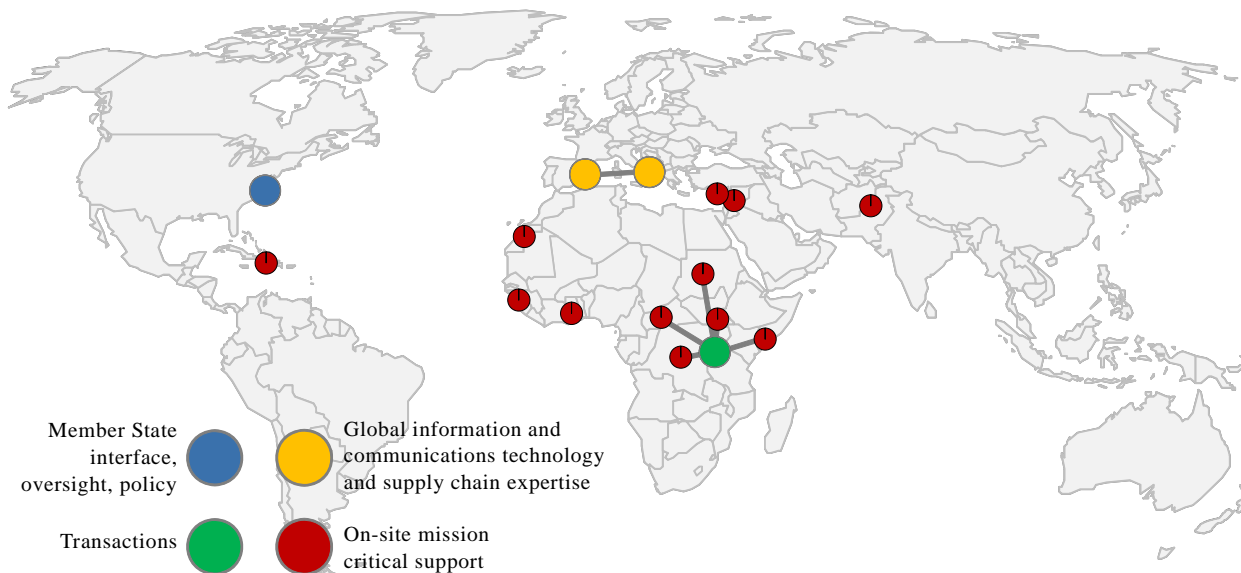 Member State
interface,
oversight, policy
Global information and
communications technology
and supply chain expertise
Transactions
On-site mission
critical support